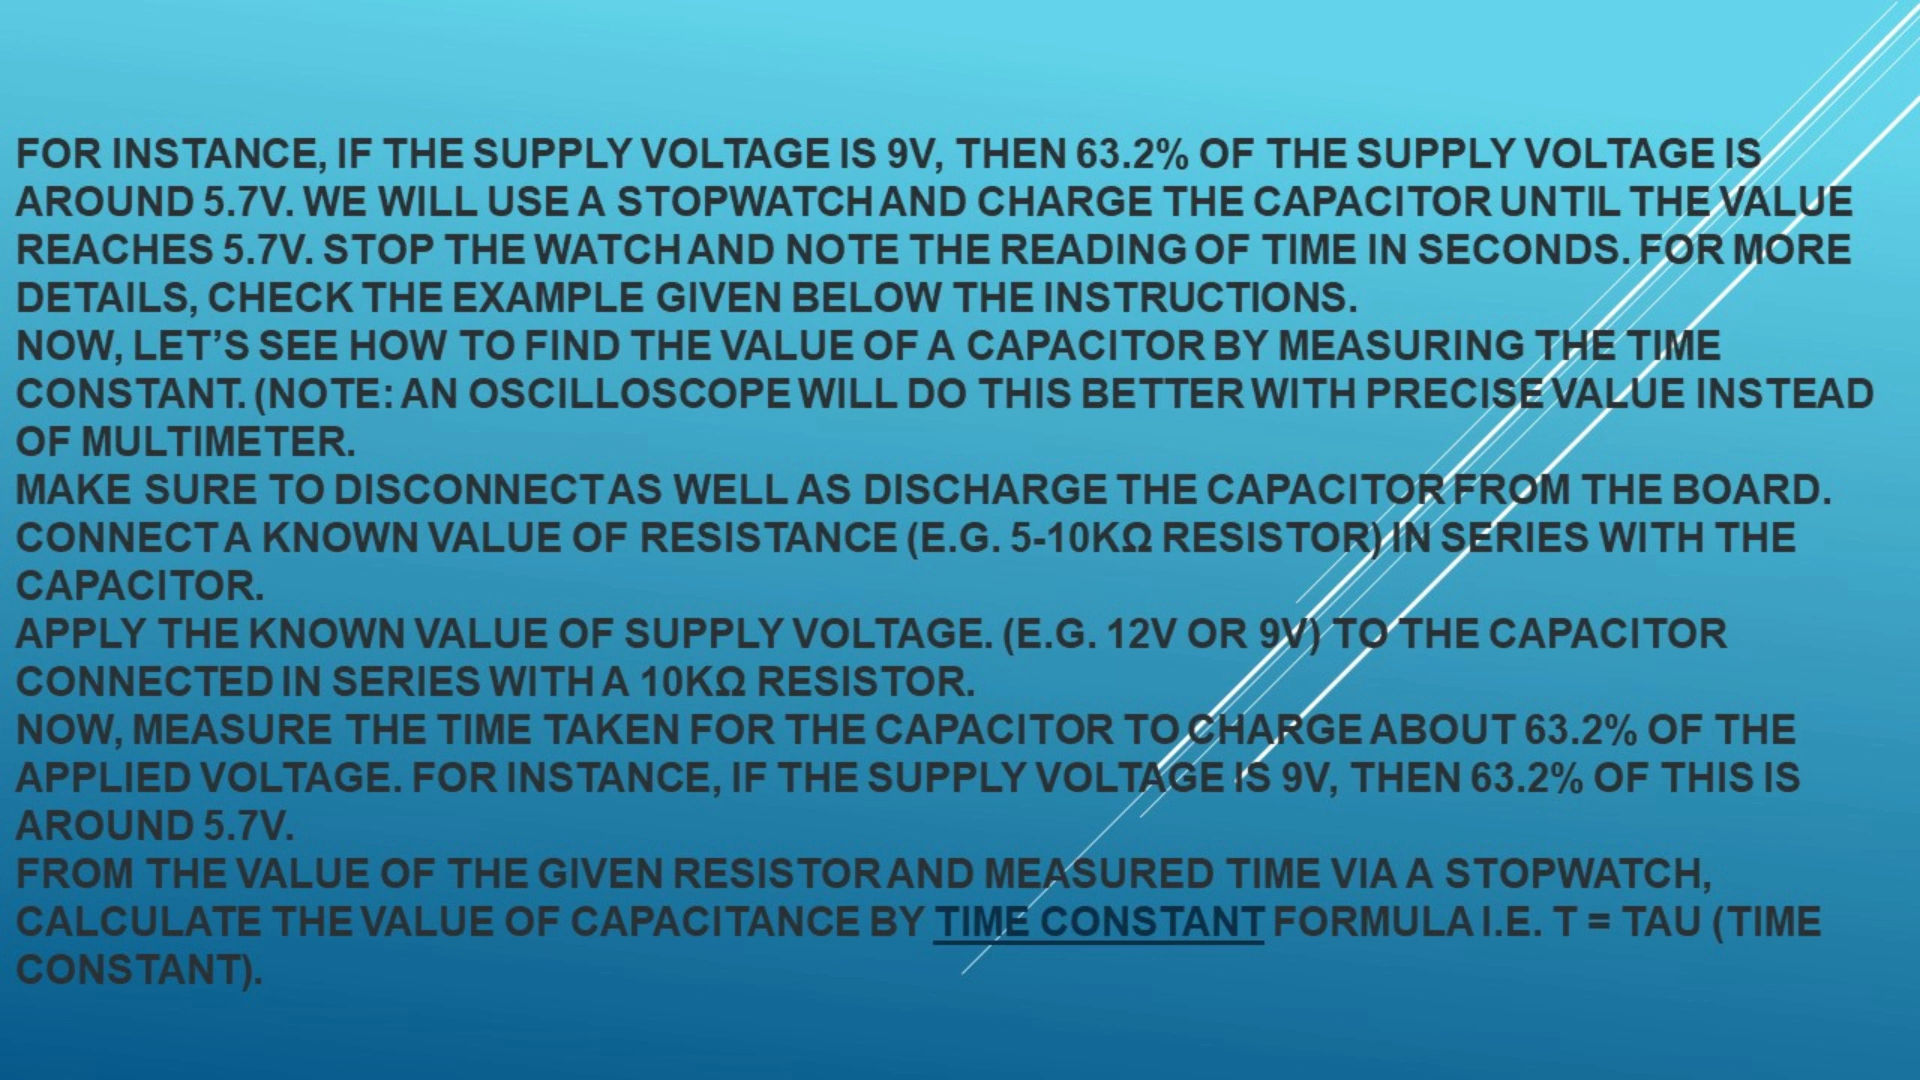 FOR INSTANCE, IF THE SUPPLY VOLTAGE IS 9V, THEN 63.2% OF THE SUPPLY VOLTAGE IS
AROUND 5.7V. WE WILL USE A STOPWATCH AND CHARGE THE CAPACITOR UNTIL THE VALUE
REACHES 5.7V. STOP THE WATCH AND NOTE THE READING OF TIME IN SECONDS. FOR MORE
DETAILS, CHECK THE EXAMPLE GIVEN BELOW THE INSTRUCTIONS.
NOW, LET’S SEE HOW TO FIND THE VALUE OF A CAPACITOR BY MEASURING THE TIME
CONSTANT. (NOTE: AN OSCILLOSCOPE WILL DO THIS BETTER WITH PRECISE VALUE INSTEAD
OF MULTIMETER.
MAKE SURE TO DISCONNECT AS WELL AS DISCHARGE THE CAPACITOR FROM THE BOARD.
CONNECT A KNOWN VALUE OF RESISTANCE (E.G. 5-10KΩ RESISTOR) IN SERIES WITH THE
CAPACITOR.
APPLY THE KNOWN VALUE OF SUPPLY VOLTAGE. (E.G. 12V OR 9V) TO THE CAPACITOR
CONNECTED IN SERIES WITH A 10KΩ RESISTOR.
NOW, MEASURE THE TIME TAKEN FOR THE CAPACITOR TO CHARGE ABOUT 63.2% OF THE
APPLIED VOLTAGE. FOR INSTANCE, IF THE SUPPLY VOLTAGE IS 9V, THEN 63.2% OF THIS IS
AROUND 5.7V.
FROM THE VALUE OF THE GIVEN RESISTOR AND MEASURED TIME VIA A STOPWATCH,
CALCULATE THE VALUE OF CAPACITANCE BY TIME CONSTANT FORMULA I.E. Τ = TAU (TIME
CONSTANT).